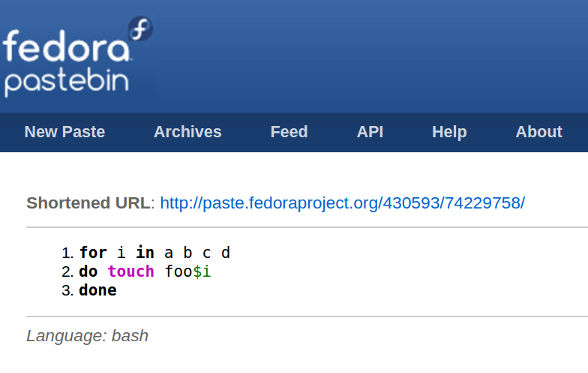 fedora
pastebin
New Paste Archives Feed API Help About
Shortened URL: http://paste.fedoraproject.org/430593/74229758/
1. for i in a b c d
2. do touch foo$i
3. done
Language: bash